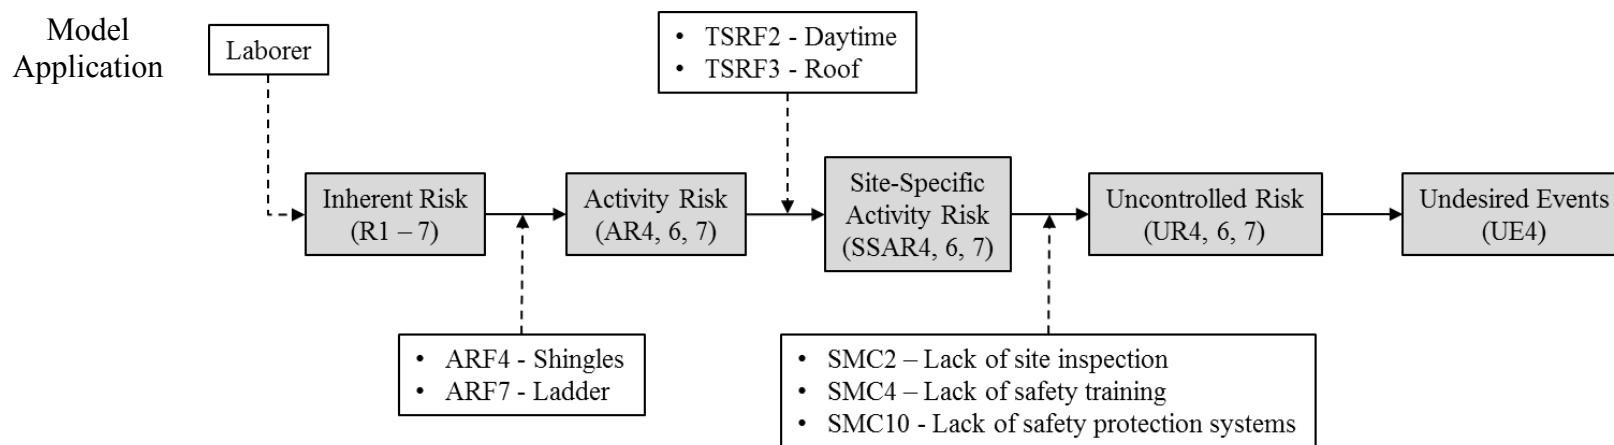 Model
Application
Laborer
• TSRF2 - Daytime
• TSRF3 - Roof
Inherent Risk
(R1 – 7)
Activity Risk
(AR4, 6, 7)
Site-Specific
Activity Risk
(SSAR4, 6, 7)
Uncontrolled Risk
(UR4, 6, 7)
Undesired Events
(UE4)
• ARF4 - Shingles
• ARF7 - Ladder
• SMC2 – Lack of site inspection
• SMC4 – Lack of safety training
• SMC10 - Lack of safety protection systems